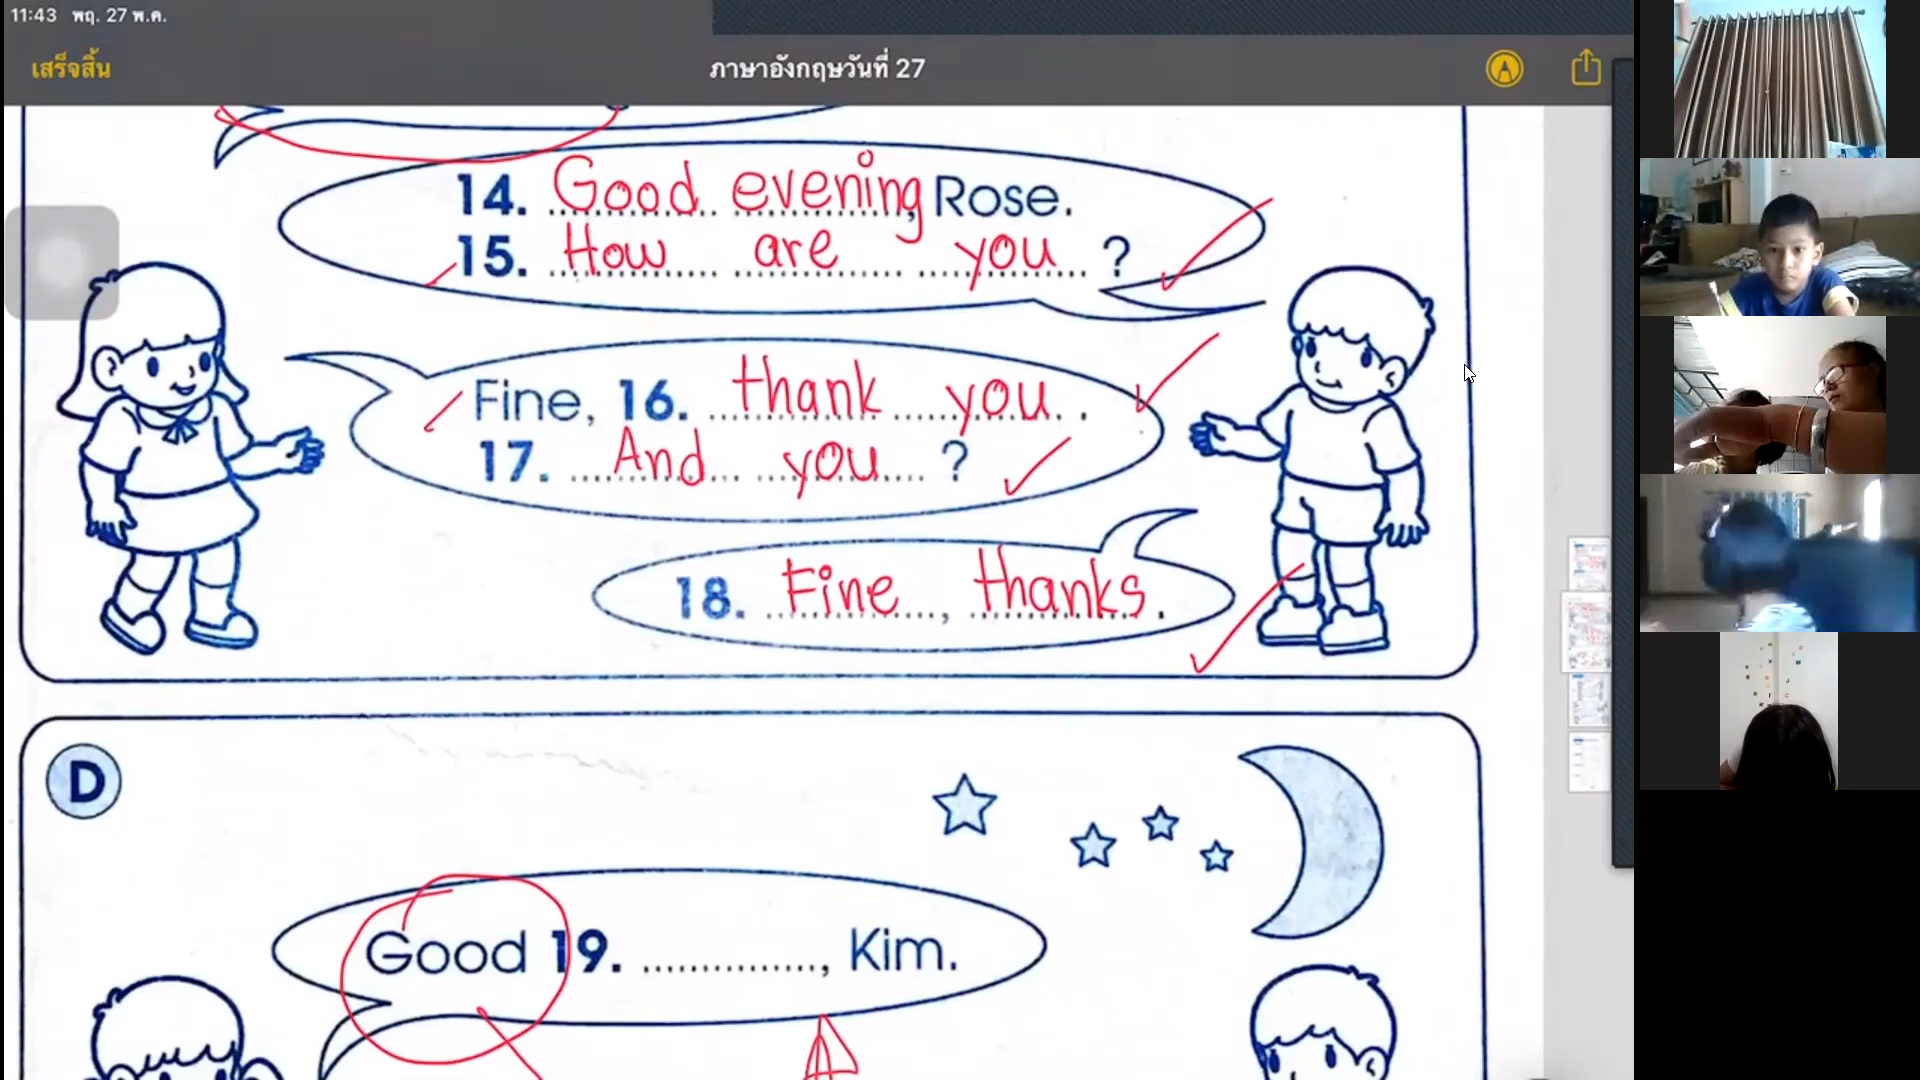 11:43 พฤ. 27 พ.ค.
เสร็จสิ้น
ภาษาอังกฤษวันที่ 27
14. Good evening, Rose.
15. How are you ?
Fine, 16. thank you .
17. And you ?
18. Fine , thanks.
D
Good 19. .............., Kim.